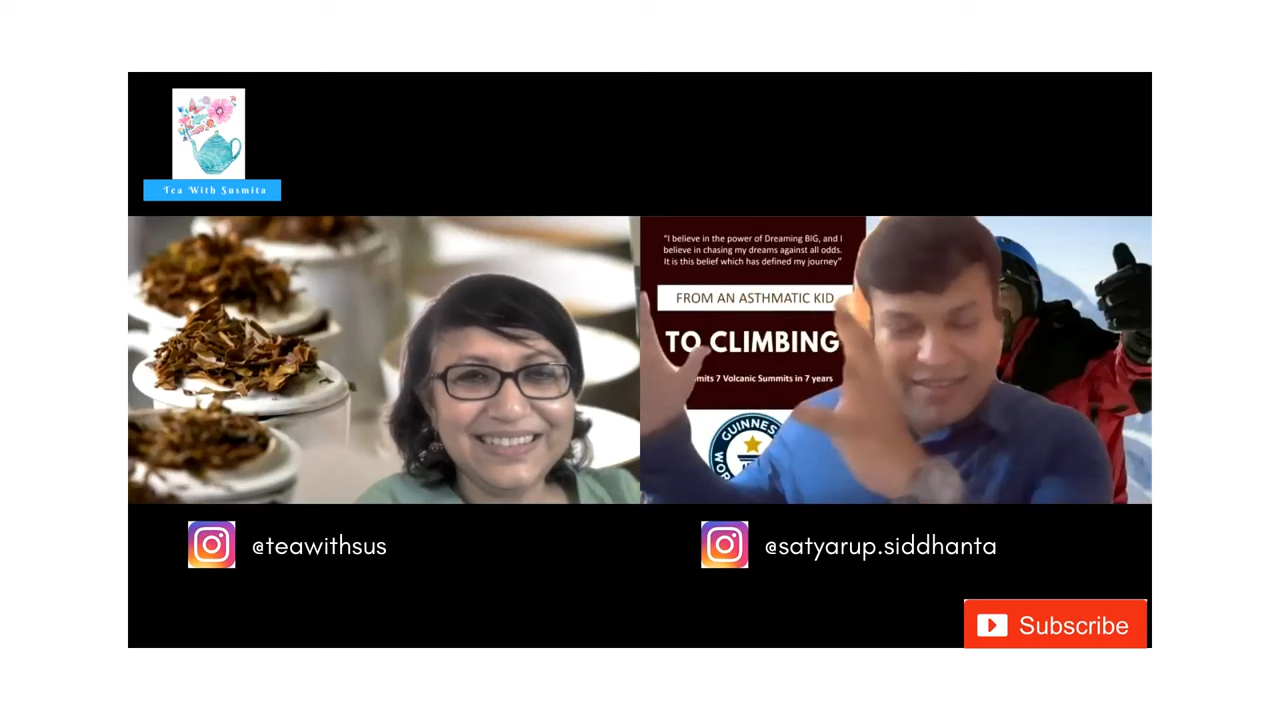 Tea With Susmita
"I believe in the power of Dreaming BIG, and I
believe in chasing my dreams against all odds.
It is this belief which has defined my journey"
FROM AN ASTHMATIC KID
TO CLIMBING
7 Volcanic Summits in 7 years
GUINNESS
@teawithsus
@satyarup.siddhanta
Subscribe